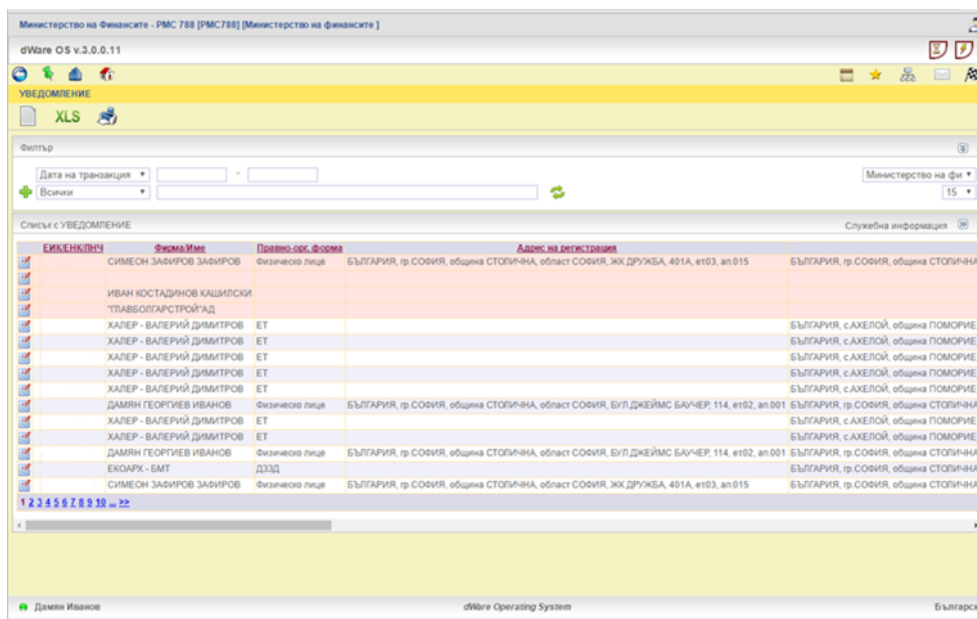 Министерство на Финансите - РМС 788 [РМС788] [Министерство на финансите ]
dWare OS v.3.0.0.11
УВЕДОМЛЕНИЕ
XLS
Филтър
Дата на транзакция -
Министерство на фи
Всички
15
Списък с УВЕДОМЛЕНИЕ Служебна информация
ЕИК/ЕНК/ЛНЧ Фирма/Име Правно-орг. форма Адрес на регистрация
СИМЕОН ЗАФИРОВ ЗАФИРОВ Физическо лице БЪЛГАРИЯ, гр.СОФИЯ, община СТОЛИЧНА, област СОФИЯ, ЖК ДРУЖБА, 401А, ет03, ап.015 БЪЛГАРИЯ, гр.СОФИЯ, община СТОЛИЧНА
ИВАН КОСТАДИНОВ КАШИЛСКИ
"ГЛАВБОЛГАРСТРОЙ"АД
ХАЛЕР - ВАЛЕРИЙ ДИМИТРОВ ЕТ БЪЛГАРИЯ, с.АХЕЛОЙ, община ПОМОРИЕ,
ХАЛЕР - ВАЛЕРИЙ ДИМИТРОВ ЕТ БЪЛГАРИЯ, с.АХЕЛОЙ, община ПОМОРИЕ,
ХАЛЕР - ВАЛЕРИЙ ДИМИТРОВ ЕТ БЪЛГАРИЯ, с.АХЕЛОЙ, община ПОМОРИЕ,
ХАЛЕР - ВАЛЕРИЙ ДИМИТРОВ ЕТ БЪЛГАРИЯ, с.АХЕЛОЙ, община ПОМОРИЕ,
ХАЛЕР - ВАЛЕРИЙ ДИМИТРОВ ЕТ БЪЛГАРИЯ, с.АХЕЛОЙ, община ПОМОРИЕ,
ДАМЯН ГЕОРГИЕВ ИВАНОВ Физическо лице БЪЛГАРИЯ, гр.СОФИЯ, община СТОЛИЧНА, област СОФИЯ, БУЛ.ДЖЕЙМС БАУЧЕР, 114, ет02, ап.001 БЪЛГАРИЯ, гр.СОФИЯ, община СТОЛИЧНА
ХАЛЕР - ВАЛЕРИЙ ДИМИТРОВ ЕТ БЪЛГАРИЯ, с.АХЕЛОЙ, община ПОМОРИЕ,
ХАЛЕР - ВАЛЕРИЙ ДИМИТРОВ ЕТ БЪЛГАРИЯ, с.АХЕЛОЙ, община ПОМОРИЕ,
ДАМЯН ГЕОРГИЕВ ИВАНОВ Физическо лице БЪЛГАРИЯ, гр.СОФИЯ, община СТОЛИЧНА, област СОФИЯ, БУЛ.ДЖЕЙМС БАУЧЕР, 114, ет02, ап.001 БЪЛГАРИЯ, гр.СОФИЯ, община СТОЛИЧНА
ЕКОАРХ - БМТ ДЗЗД БЪЛГАРИЯ, гр.СОФИЯ, община СТОЛИЧНА
СИМЕОН ЗАФИРОВ ЗАФИРОВ Физическо лице БЪЛГАРИЯ, гр.СОФИЯ, община СТОЛИЧНА, област СОФИЯ, ЖК ДРУЖБА, 401А, ет03, ап.015 БЪЛГАРИЯ, гр.СОФИЯ, община СТОЛИЧНА
1 2 3 4 5 6 7 8 9 10 ... >>
Дамян Иванов dWare Operating System Българск